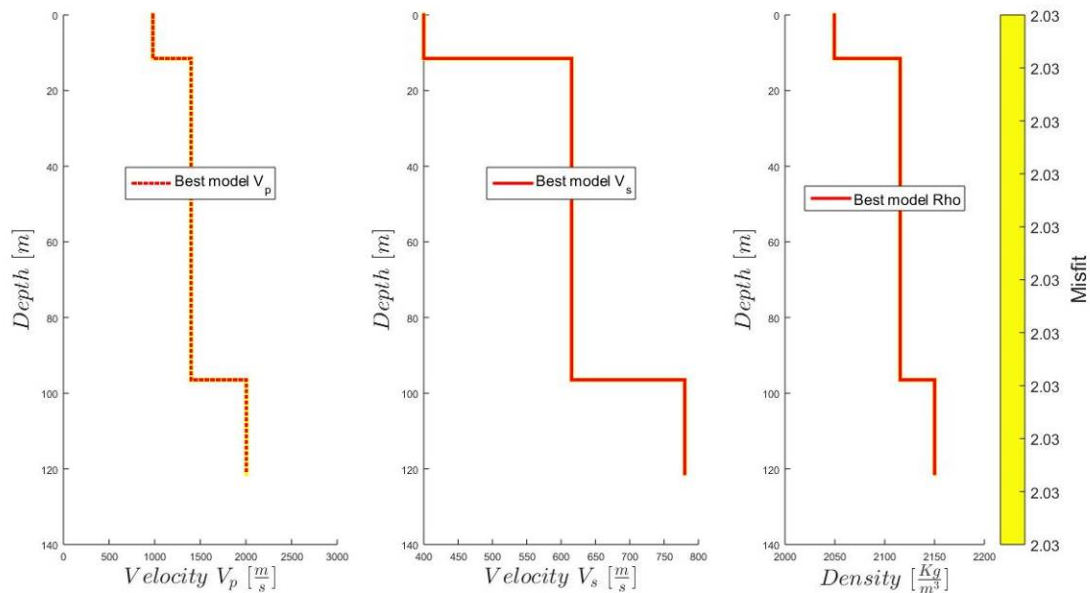 0
20
40
60
80
100
120
140
Depth [m]
Best model V_p
0 500 1000 1500 2000 2500 3000
Velocity V_p [m/s]
0
20
40
60
80
100
120
140
Depth [m]
Best model V_s
400 450 500 550 600 650 700 750 800
Velocity V_s [m/s]
0
20
40
60
80
100
120
140
Depth [m]
Best model Rho
2000 2050 2100 2150 2200
Density [Kg/m³]
2.03
2.03
2.03
2.03
2.03
2.03
2.03
2.03
2.03
2.03
2.03
Misfit